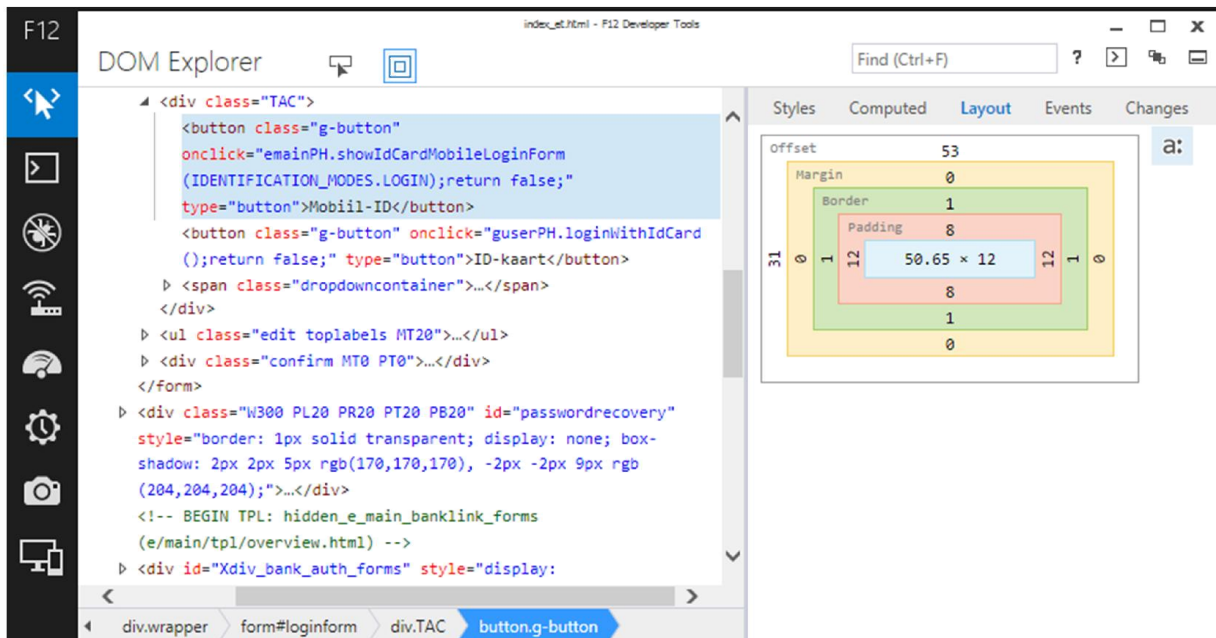 F12
index_et.html - F12 Developer Tools
DOM Explorer
Find (Ctrl+F)
?
<div class="TAC">
<button class="g-button"
onclick="emainPH.showIdCardMobileLoginForm
(IDENTIFICATION_MODES.LOGIN);return false;"
type="button">Mobiil-ID</button>
<button class="g-button" onclick="guserPH.loginWithIdCard
();return false;" type="button">ID-kaart</button>
<span class="dropdowncontainer">…</span>
</div>
<ul class="edit toplabels MT20">…</ul>
<div class="confirm MT0 PT0">…</div>
</form>
<div class="W300 PL20 PR20 PT20 PB20" id="passwordrecovery"
style="border: 1px solid transparent; display: none; box-
shadow: 2px 2px 5px rgb(170,170,170), -2px -2px 9px rgb
(204,204,204);">…</div>
<!-- BEGIN TPL: hidden_e_main_banklink_forms
(e/main/tpl/overview.html) -->
<div id="Xdiv_bank_auth_forms" style="display:
div.wrapper form#loginform div.TAC button.g-button
Styles Computed Layout Events Changes
a:
Offset 53
Margin 0
Border 1
Padding 8
31 0 1 12 50.65 × 12 12 1 0
8
1
0